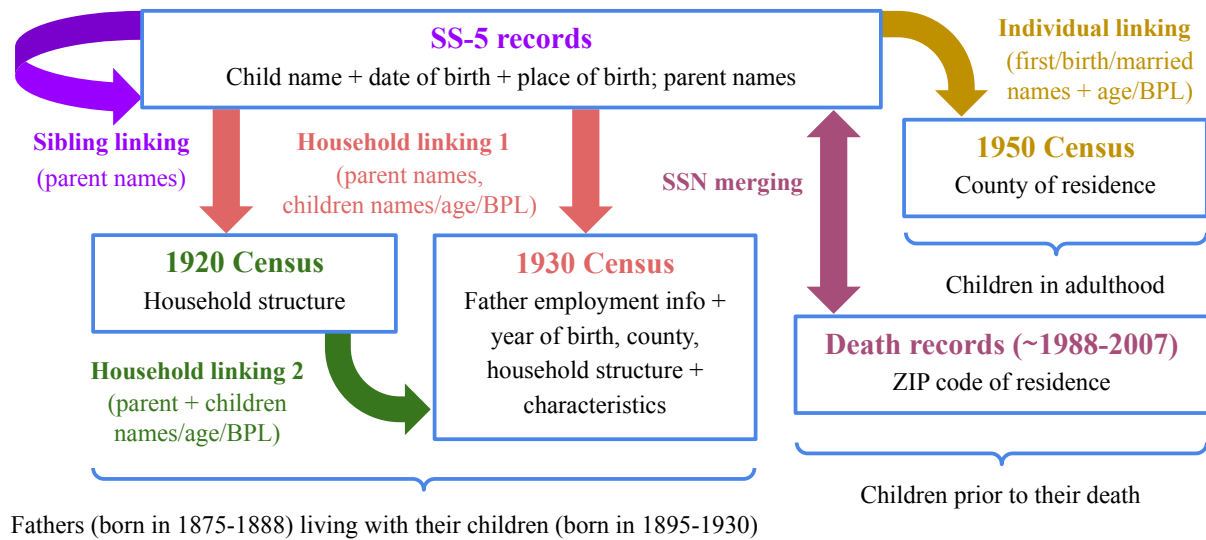 SS-5 records
Child name + date of birth + place of birth; parent names
Individual linking
(first/birth/married
names + age/BPL)
Sibling linking
(parent names)
Household linking 1
(parent names,
children names/age/BPL)
SSN merging
1950 Census
County of residence
Children in adulthood
1920 Census
Household structure
1930 Census
Father employment info +
year of birth, county,
household structure +
characteristics
Household linking 2
(parent + children
names/age/BPL)
Death records (~1988-2007)
ZIP code of residence
Children prior to their death
Fathers (born in 1875-1888) living with their children (born in 1895-1930)